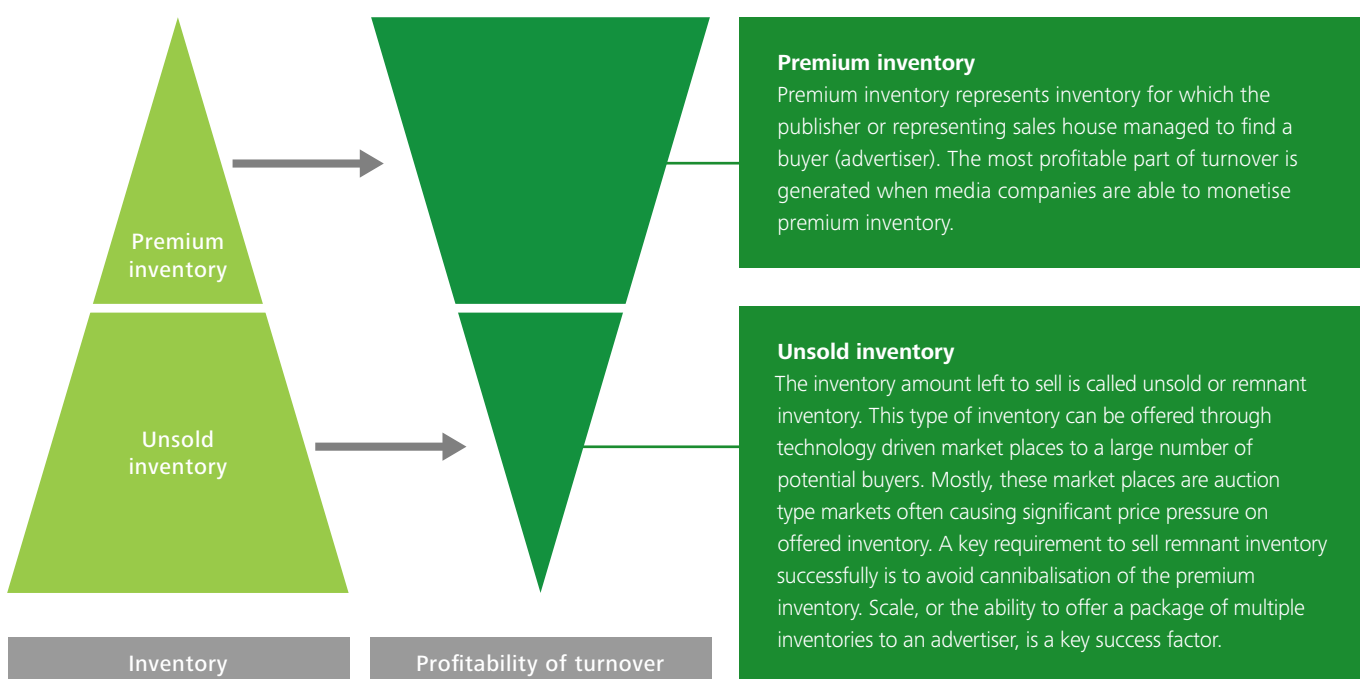 Premium
inventory
Unsold
inventory
Inventory
Profitability of turnover
Premium inventory
Premium inventory represents inventory for which the
publisher or representing sales house managed to find a
buyer (advertiser). The most profitable part of turnover is
generated when media companies are able to monetise
premium inventory.
Unsold inventory
The inventory amount left to sell is called unsold or remnant
inventory. This type of inventory can be offered through
technology driven market places to a large number of
potential buyers. Mostly, these market places are auction
type markets often causing significant price pressure on
offered inventory. A key requirement to sell remnant inventory
successfully is to avoid cannibalisation of the premium
inventory. Scale, or the ability to offer a package of multiple
inventories to an advertiser, is a key success factor.